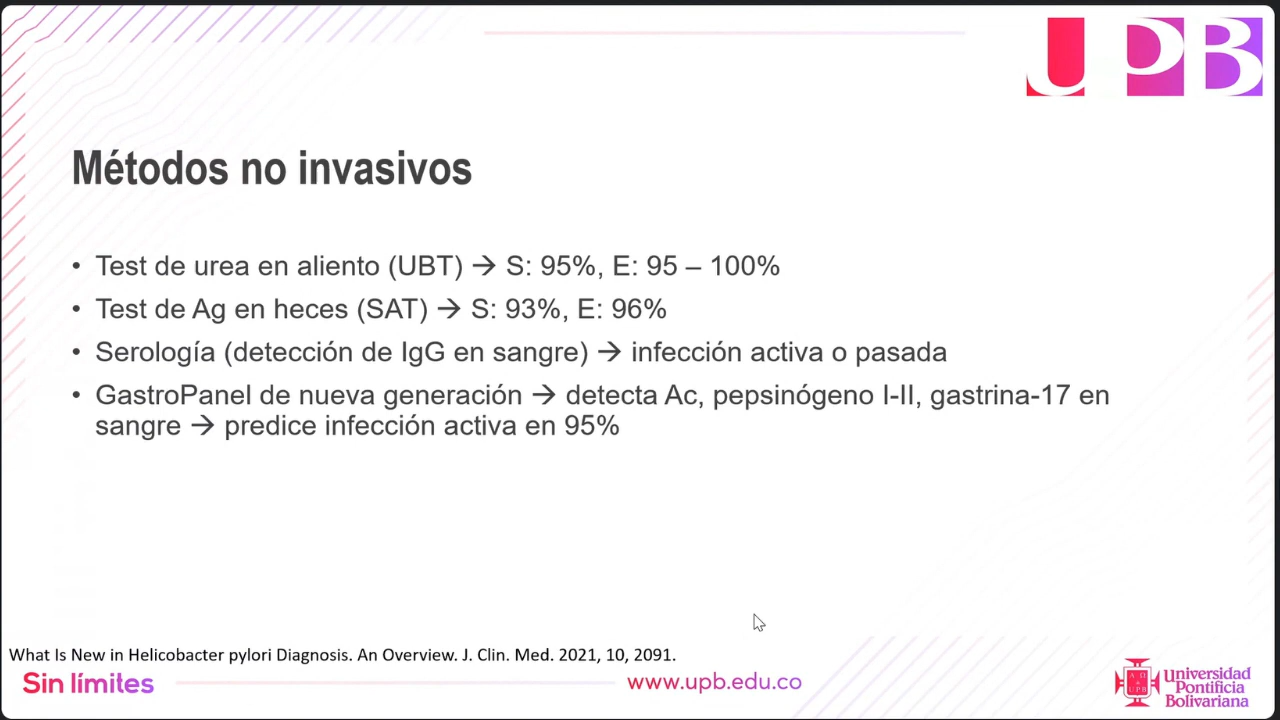 UPB
Métodos no invasivos
• Test de urea en aliento (UBT) → S: 95%, E: 95 – 100%
• Test de Ag en heces (SAT) → S: 93%, E: 96%
• Serología (detección de IgG en sangre) → infección activa o pasada
• GastroPanel de nueva generación → detecta Ac, pepsinógeno I-II, gastrina-17 en
sangre → predice infección activa en 95%
What Is New in Helicobacter pylori Diagnosis. An Overview. J. Clin. Med. 2021, 10, 2091.
Sin límites
www.upb.edu.co
Universidad
Pontificia
Bolivariana